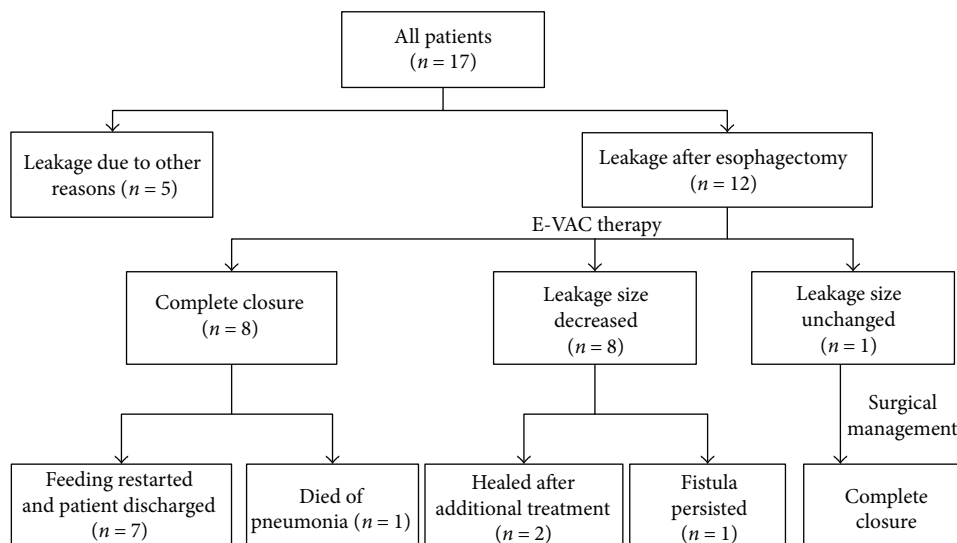 All patients
(n = 17)
Leakage due to other
reasons (n = 5)
Leakage after esophagectomy
(n = 12)
E-VAC therapy
Complete closure
(n = 8)
Leakage size
decreased
(n = 8)
Leakage size
unchanged
(n = 1)
Surgical
management
Feeding restarted
and patient discharged
(n = 7)
Died of
pneumonia (n = 1)
Healed after
additional treatment
(n = 2)
Fistula
persisted
(n = 1)
Complete
closure